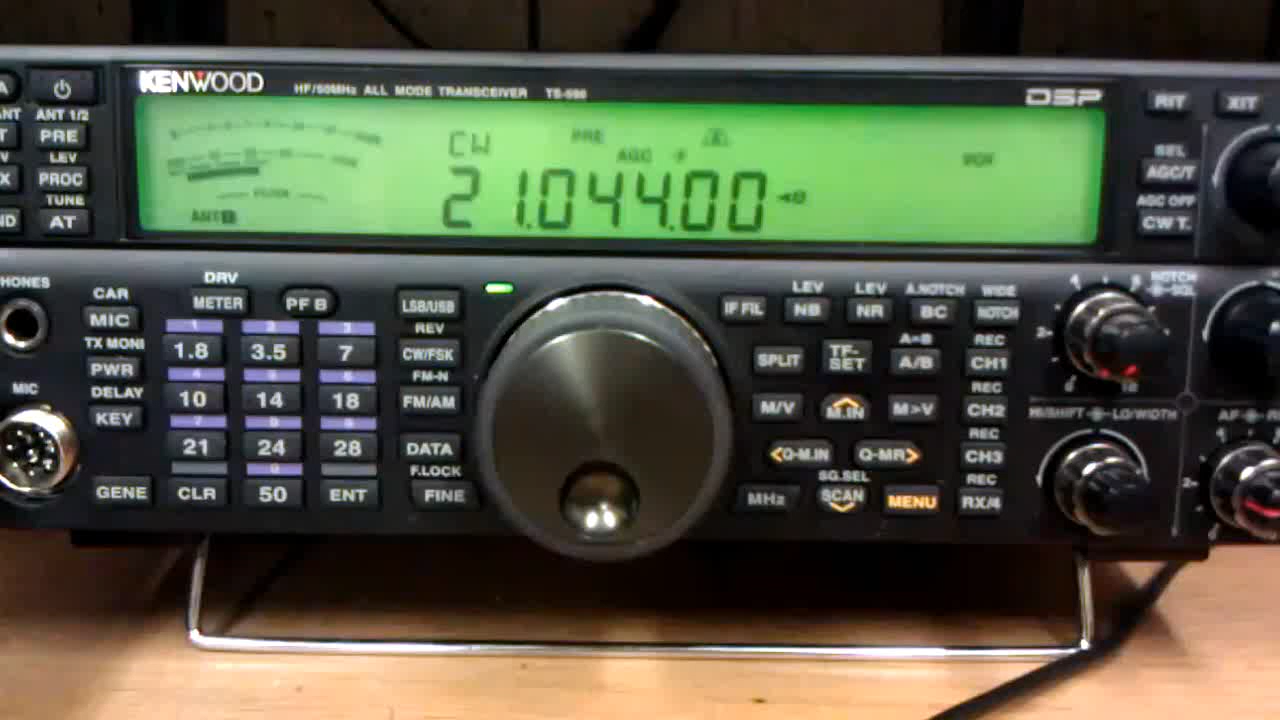 KENWOOD HF/50MHz ALL MODE TRANSCEIVER DSP
RIT XIT
ANT 1/2
PRE
LEV
PROC
TUNE
AT
CW PRE
AGC
21.044.00
ANT
SEL
AGC/T
AGC OFF
CW T.
PHONES
MIC
CAR
MIC
TX MONI
PWR
DELAY
KEY
GENE
DRV
METER PF B
1 2 3
1.8 3.5 7
10 14 18
21 24 28
CLR 50 ENT
LSB/USB
REV
CW/FSK
FM-N
FM/AM
DATA
F.LOCK
FINE
LEV LEV A.NOTCH WIDE
IF FIL NB NR BC NOTCH
A=B REC
SPLIT TF-SET A/B CH1
REC
M/V M.IN M>V CH2
REC
Q-M.IN Q-MR CH3
SG.SEL REC
MHz SCAN MENU RX/4
NOTCH
SQL
HI/SHIFT LO/WIDTH
AF